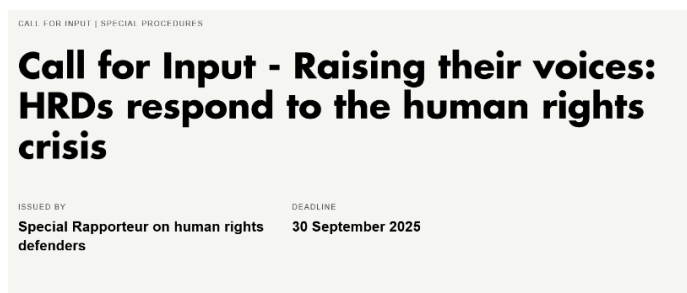 CALL FOR INPUT | SPECIAL PROCEDURES
Call for Input - Raising their voices:
HRDs respond to the human rights
crisis
ISSUED BY
Special Rapporteur on human rights
defenders
DEADLINE
30 September 2025